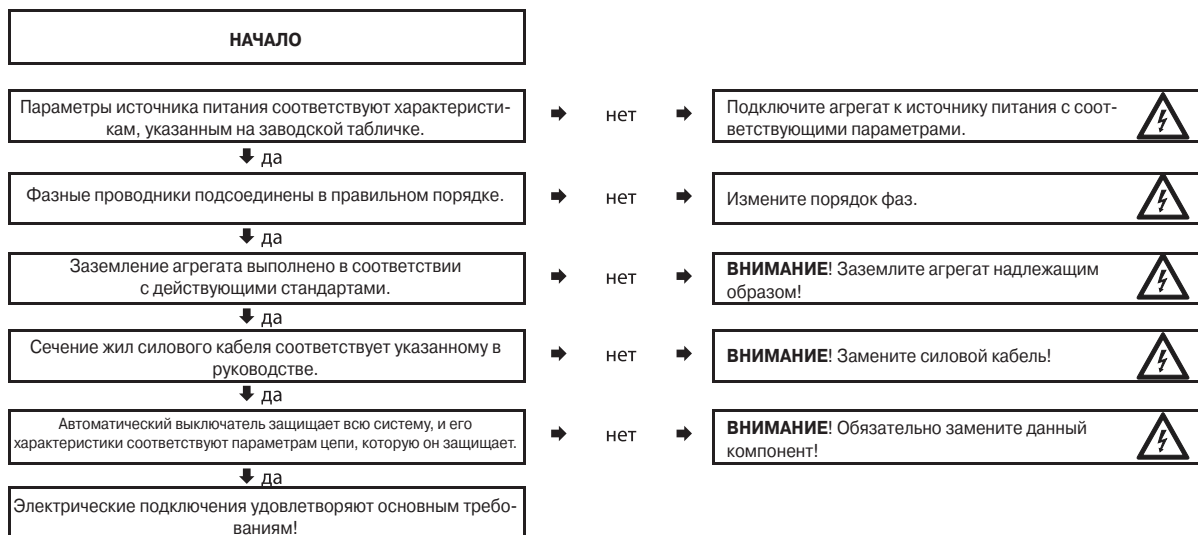 НАЧАЛО
Параметры источника питания соответствуют характеристи-
кам, указанным на заводской табличке.
нет
Подключите агрегат к источнику питания с соот-
ветствующими параметрами.
да
Фазные проводники подсоединены в правильном порядке.
нет
Измените порядок фаз.
да
Заземление агрегата выполнено в соответствии
с действующими стандартами.
нет
ВНИМАНИЕ! Заземлите агрегат надлежащим
образом!
да
Сечение жил силового кабеля соответствует указанному в
руководстве.
нет
ВНИМАНИЕ! Замените силовой кабель!
да
Автоматический выключатель защищает всю систему, и его
характеристики соответствуют параметрам цепи, которую он защищает.
нет
ВНИМАНИЕ! Обязательно замените данный
компонент!
да
Электрические подключения удовлетворяют основным требо-
ваниям!